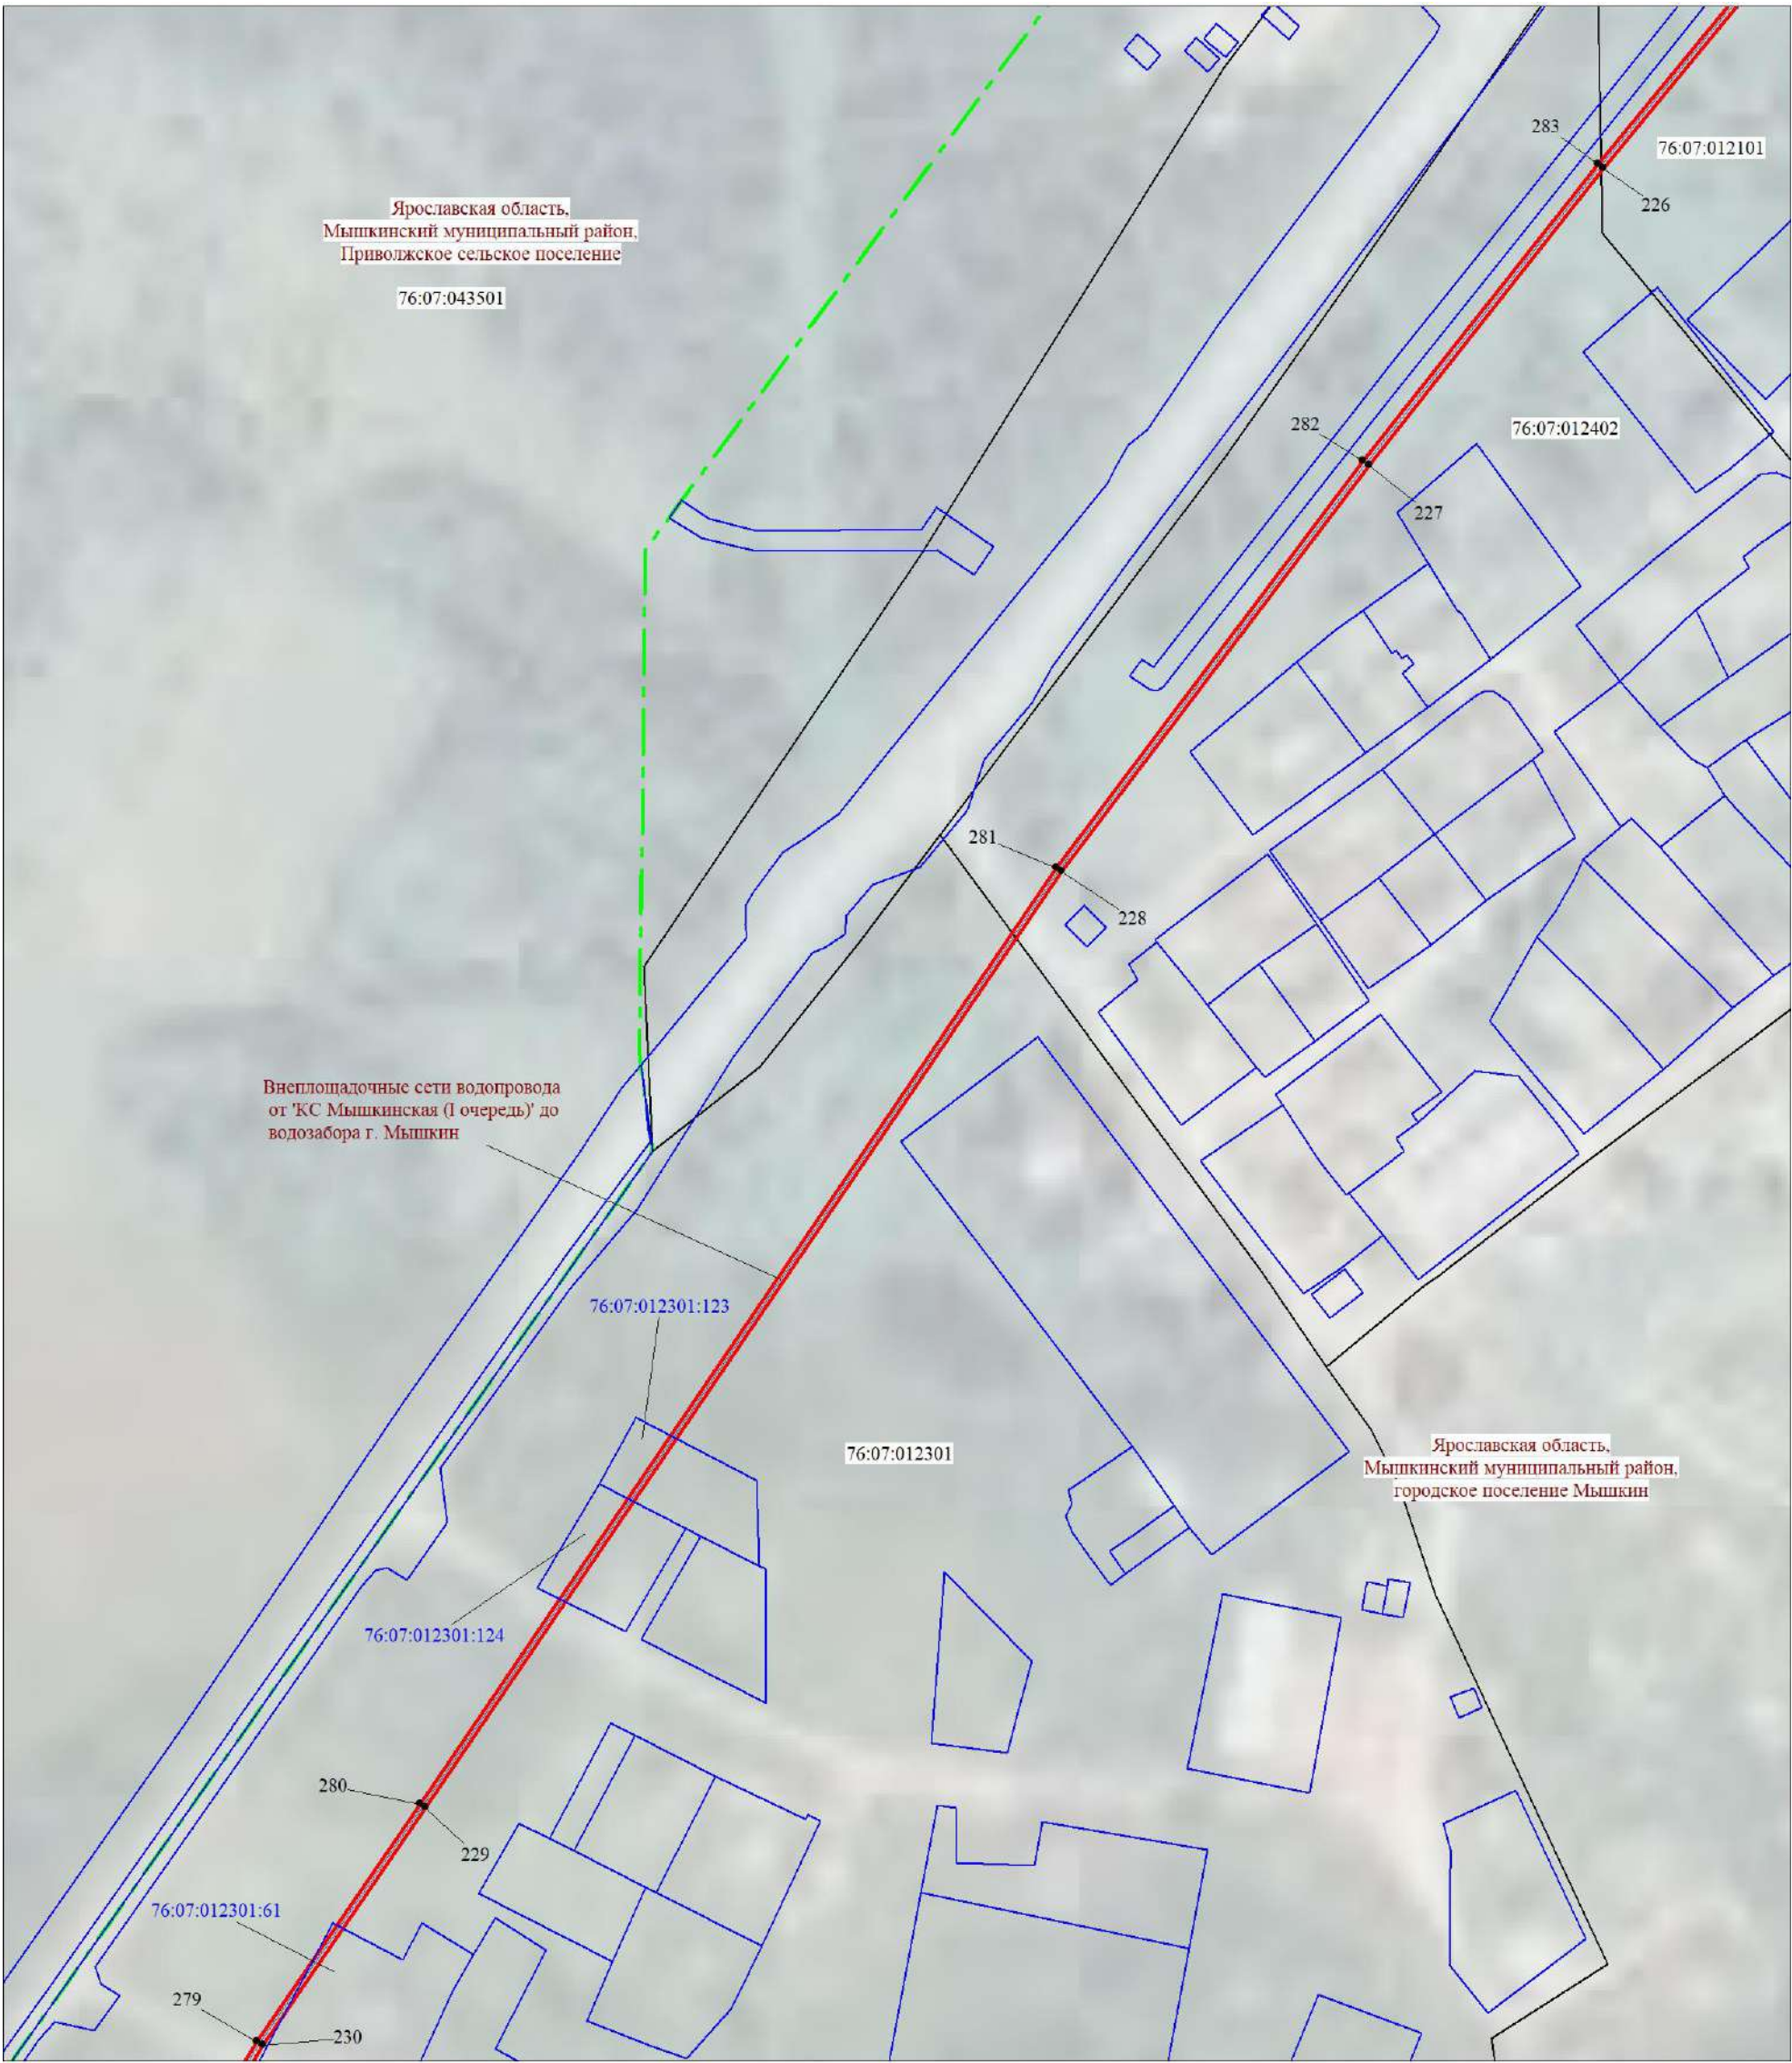 283
76:07:012101
226
Ярославская область,
Мышкинский муниципальный район,
Приволжское сельское поселение
76:07:043501
282
76:07:012402
227
281
228
Внеплощадочные сети водопровода
от 'КС Мышкинская (I очередь)' до
водозабора г. Мышкин
76:07:012301:123
76:07:012301
Ярославская область,
Мышкинский муниципальный район,
городское поселение Мышкин
76:07:012301:124
280
229
76:07:012301:61
279
230